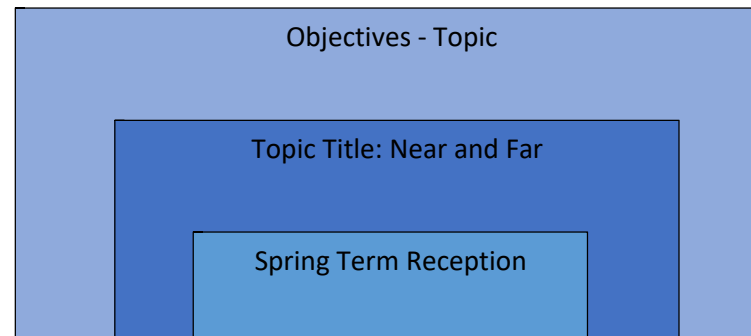 Objectives - Topic
Topic Title: Near and Far
Spring Term Reception